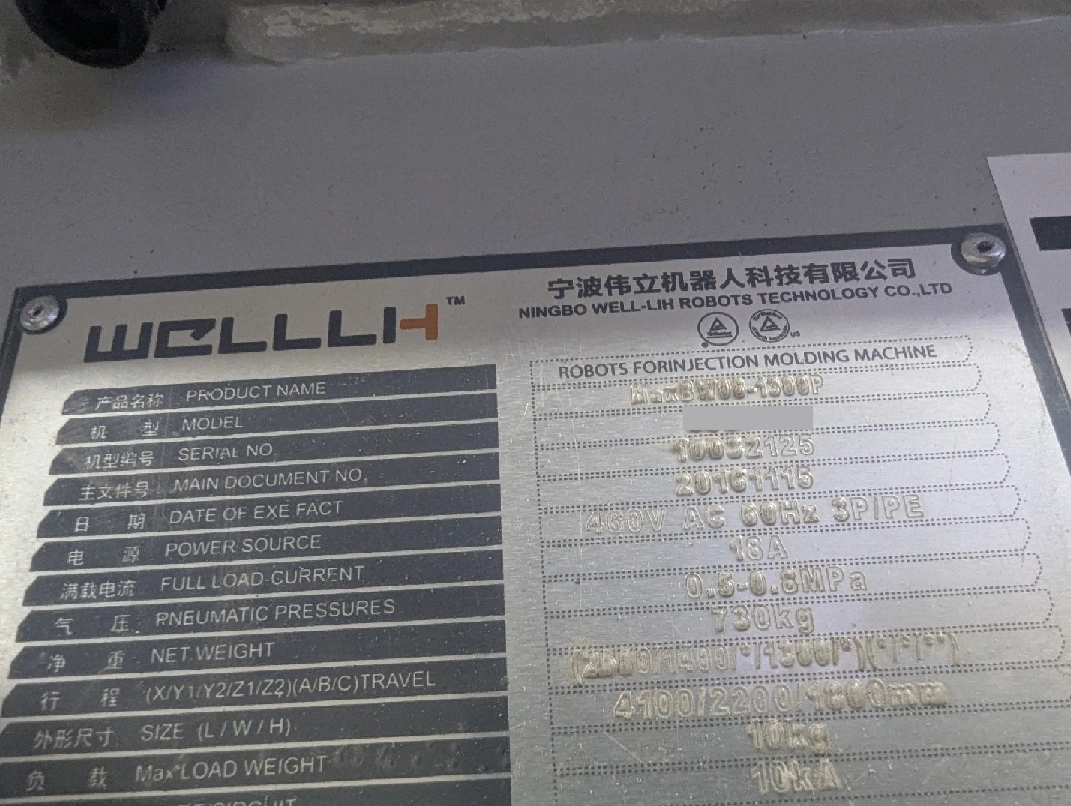 WELLLIH™
宁波伟立机器人科技有限公司
NINGBO WELL-LIH ROBOTS TECHNOLOGY CO.,LTD
产品名称 PRODUCT NAME ROBOTS FORINJECTION MOLDING MACHINE
机 型 MODEL
机型编号 SERIAL NO.
主文件号 MAIN DOCUMENT NO. 1003Z125
日 期 DATE OF EXE FACT 20161115
电 源 POWER SOURCE 460V AC 60Hz 3P/PE
满载电流 FULL LOAD CURRENT 18A
气 压 PNEUMATIC PRESSURES 0.5-0.8MPa
净 重 NET WEIGHT 730kg
行 程 (X/Y1/Y2/Z1/Z2)(A/B/C)TRAVEL
外形尺寸 SIZE (L / W / H) 4100/2200/1800mm
负 载 Max LOAD WEIGHT 10kg
10kA